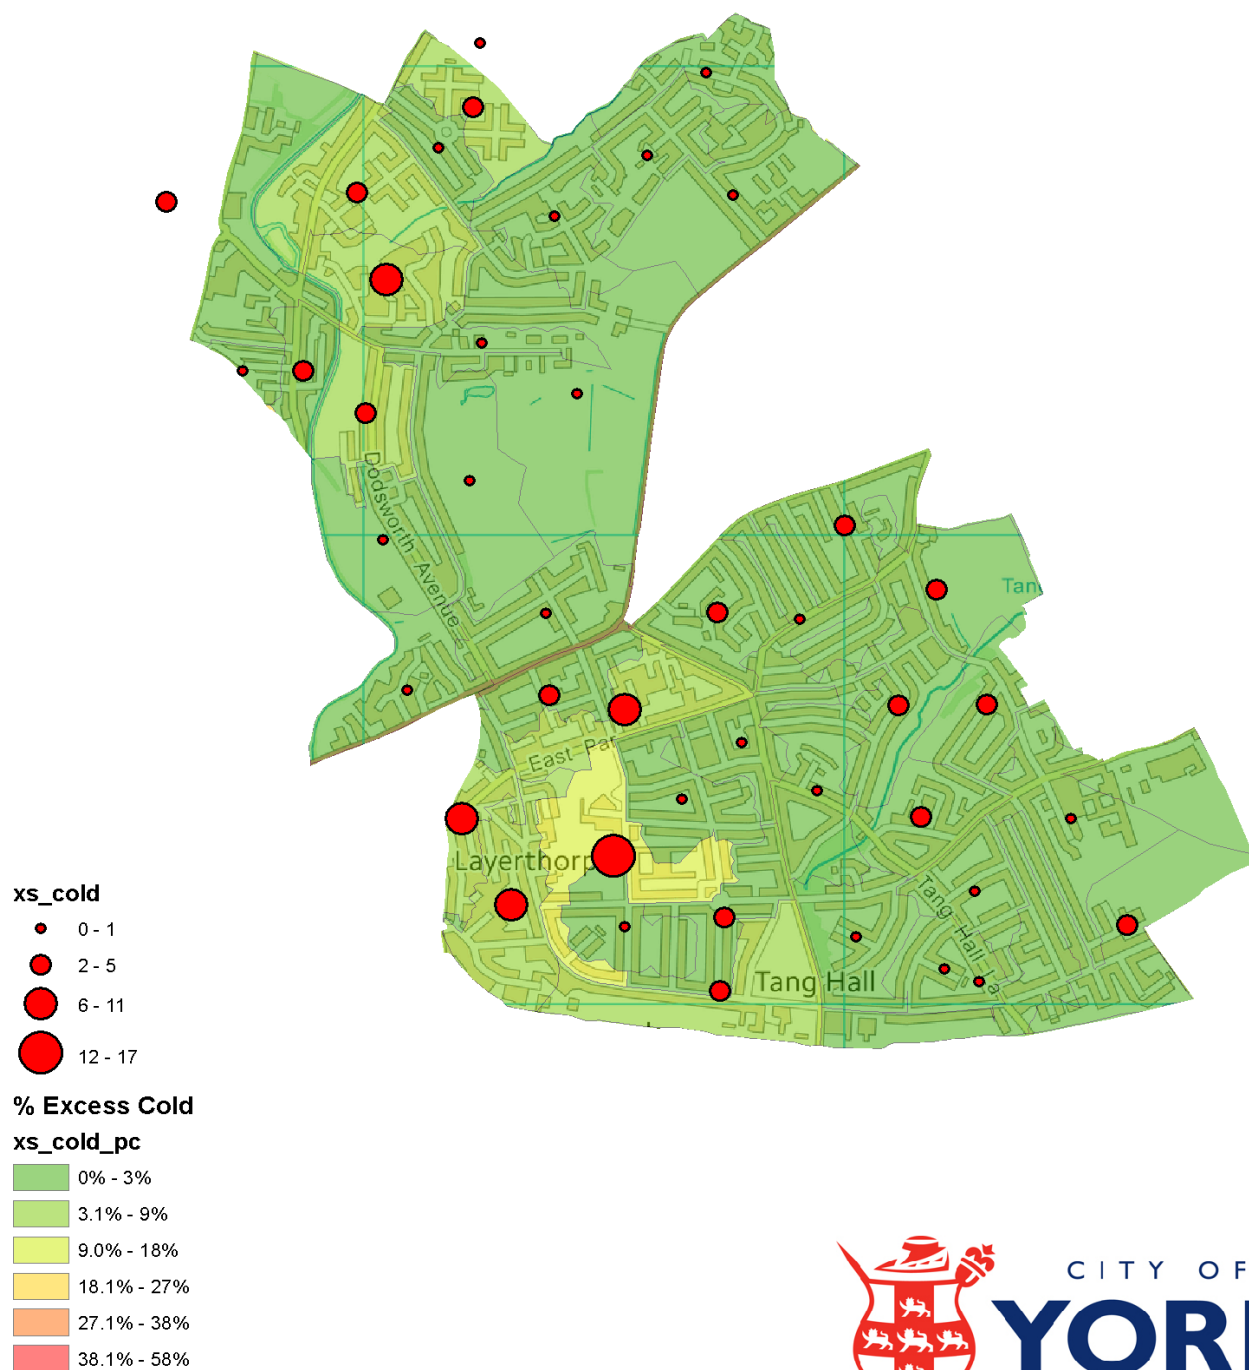 Dodsworth Avenue
Tang
East Par
Layerthorp
Tang Hall La
Tang Hall
xs_cold
0 - 1
2 - 5
6 - 11
12 - 17
% Excess Cold
xs_cold_pc
0% - 3%
3.1% - 9%
9.0% - 18%
18.1% - 27%
27.1% - 38%
38.1% - 58%
CITY OF
YOR